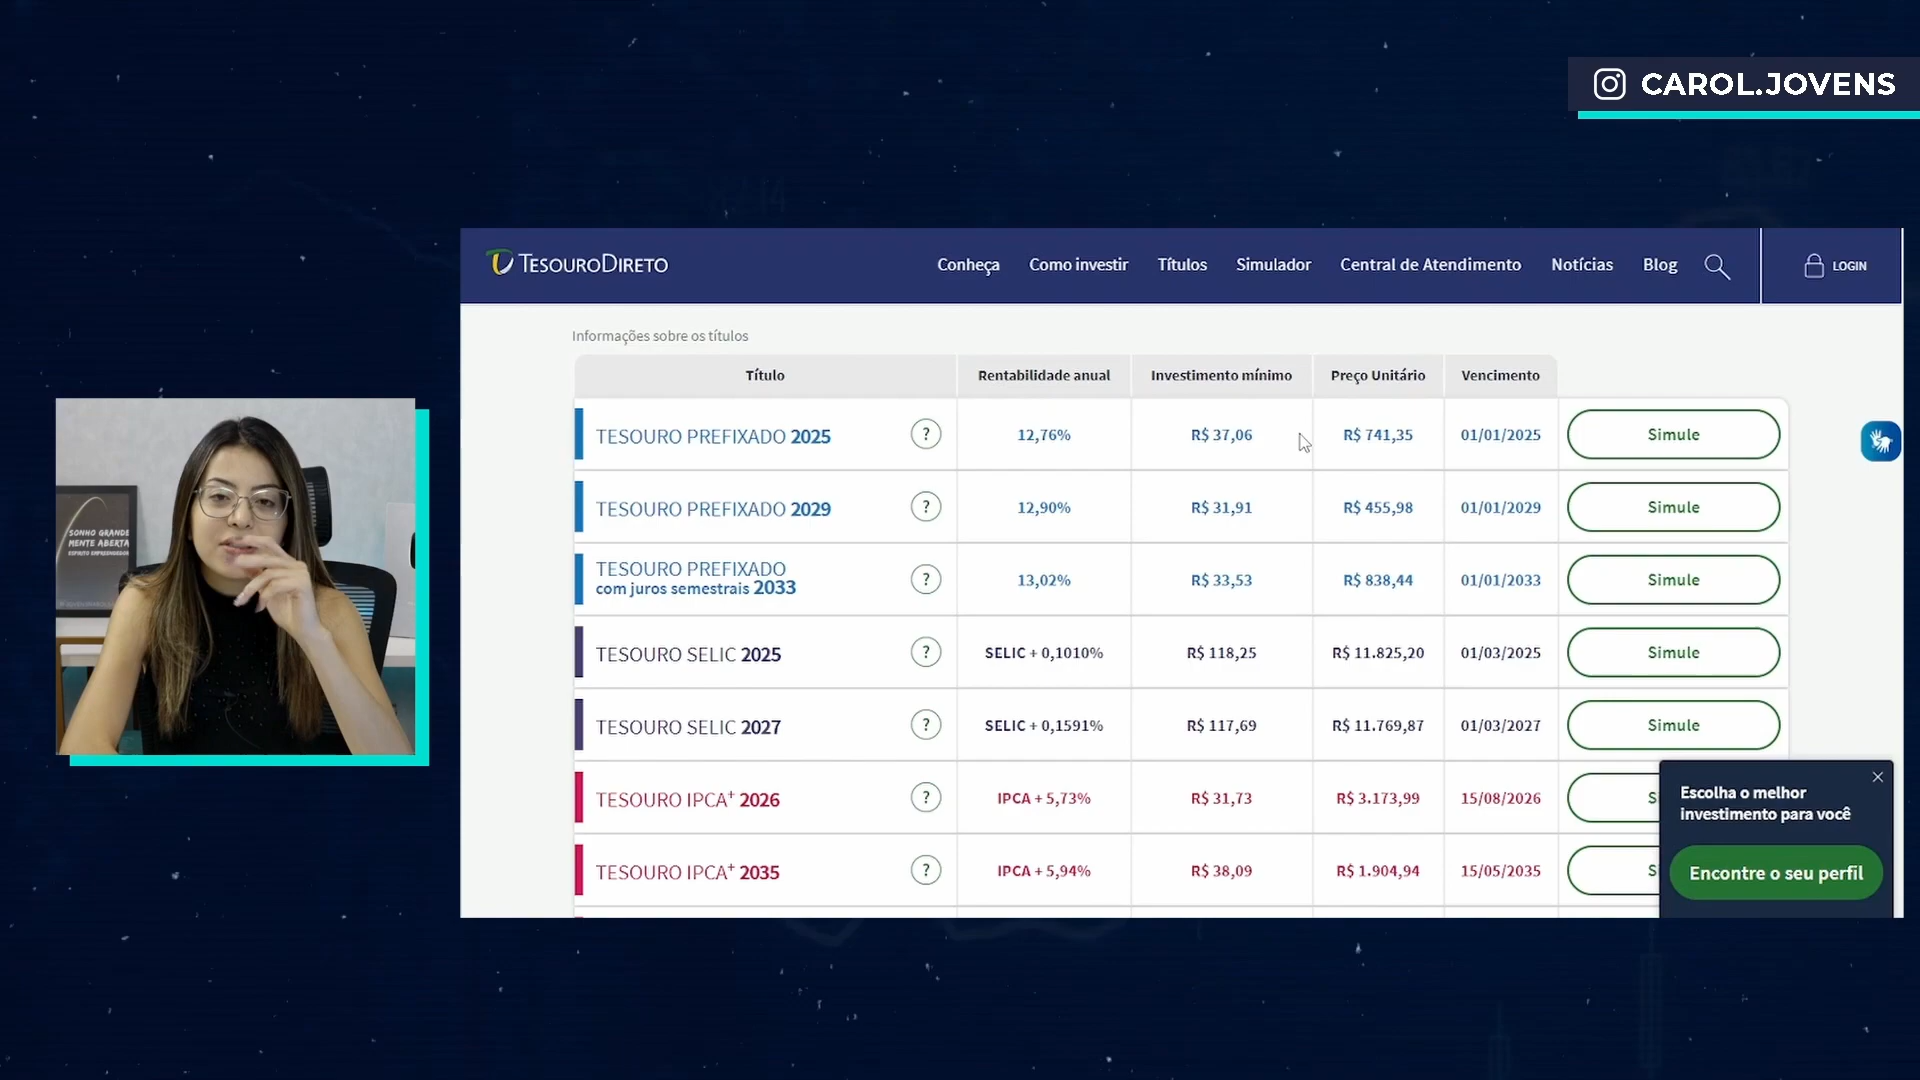 CAROL.JOVENS
TESOURODIRETO
Conheça
Como investir
Títulos
Simulador
Central de Atendimento
Notícias
Blog
LOGIN
Informações sobre os títulos
Título Rentabilidade anual Investimento mínimo Preço Unitário Vencimento
TESOURO PREFIXADO 2025 ? 12,76% R$ 37,06 R$ 741,35 01/01/2025 Simule
TESOURO PREFIXADO 2029 ? 12,90% R$ 31,91 R$ 455,98 01/01/2029 Simule
TESOURO PREFIXADO
com juros semestrais 2033 ? 13,02% R$ 33,53 R$ 838,44 01/01/2033 Simule
TESOURO SELIC 2025 ? SELIC + 0,1010% R$ 118,25 R$ 11.825,20 01/03/2025 Simule
TESOURO SELIC 2027 ? SELIC + 0,1591% R$ 117,69 R$ 11.769,87 01/03/2027 Simule
TESOURO IPCA+ 2026 ? IPCA + 5,73% R$ 31,73 R$ 3.173,99 15/08/2026 S
TESOURO IPCA+ 2035 ? IPCA + 5,94% R$ 38,09 R$ 1.904,94 15/05/2035 S
Escolha o melhor
investimento para você
Encontre o seu perfil
SONHO GRANDE
MENTE ABERTA
ESPÍRITO EMPREENDEDOR